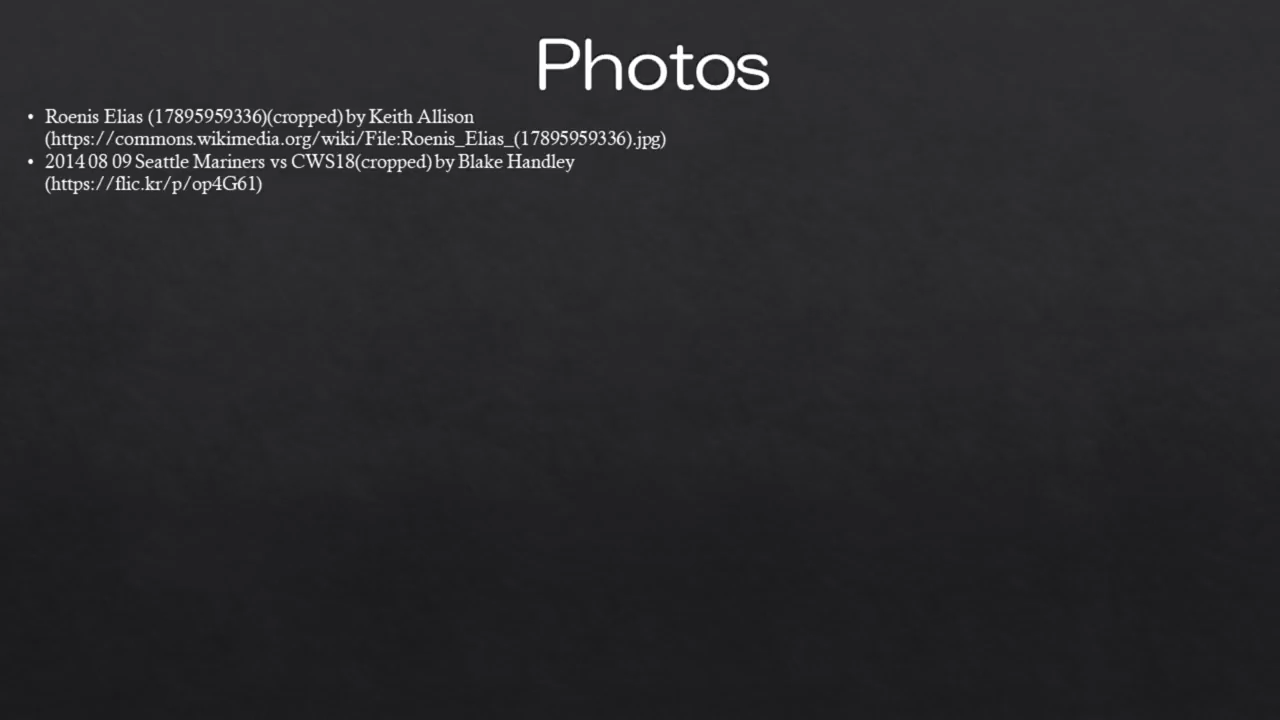 Photos
• Roenis Elias (17895959336)(cropped) by Keith Allison
(https://commons.wikimedia.org/wiki/File:Roenis_Elias_(17895959336).jpg)
• 2014 08 09 Seattle Mariners vs CWS18(cropped) by Blake Handley
(https://flic.kr/p/op4G61)